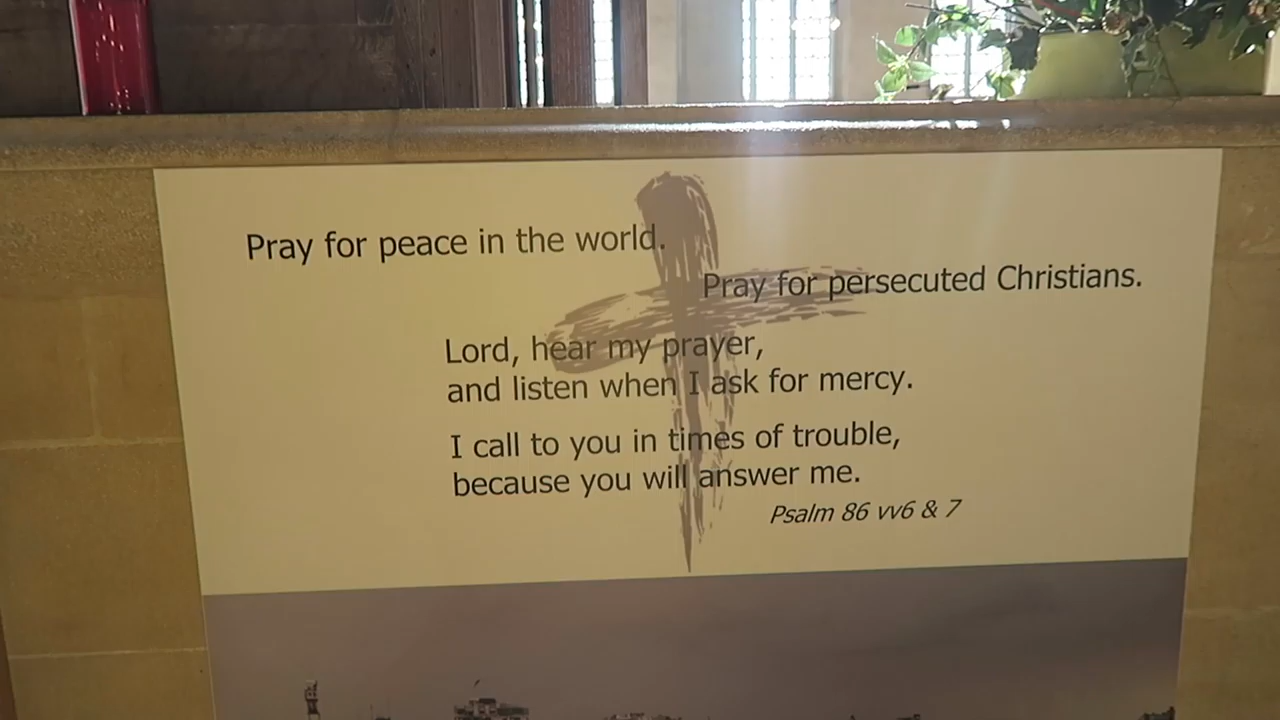 Pray for peace in the world.
Pray for persecuted Christians.
Lord, hear my prayer,
and listen when I ask for mercy.
I call to you in times of trouble,
because you will answer me.
Psalm 86 vv6 & 7